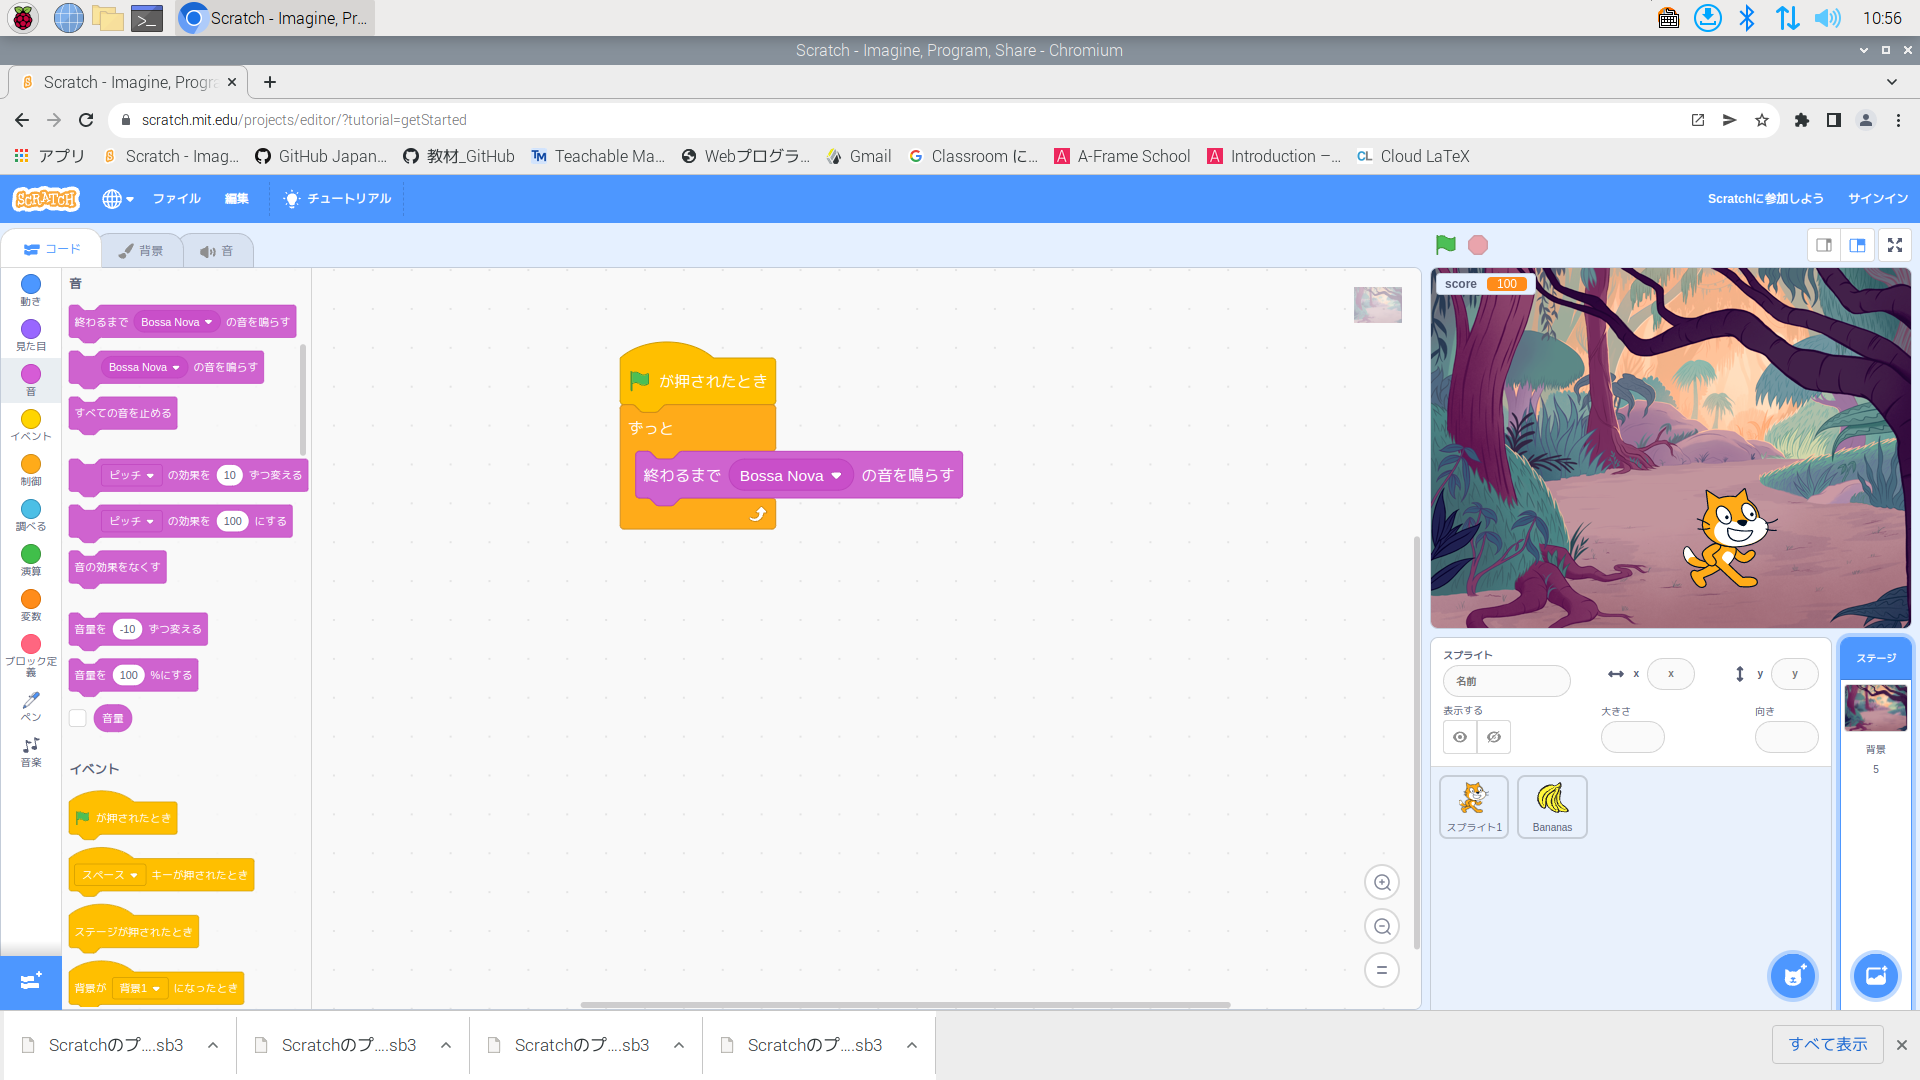 Scratch - Imagine, Pr...
10:56
Scratch - Imagine, Program, Share - Chromium
Scratch - Imagine, Progra
scratch.mit.edu/projects/editor/?tutorial=getStarted
アプリ
Scratch - Imag...
GitHub Japan...
教材_GitHub
TM
Teachable Ma...
Webプログラ...
Gmail
G
Classroom に...
A
A-Frame School
A
Introduction –...
CL
Cloud LaTeX
SCRATCH
ファイル
編集
チュートリアル
Scratchに参加しよう
サインイン
コード
背景
音
動き
見た目
音
イベント
制御
調べる
演算
変数
ブロック定義
ペン
音楽
音
終わるまで Bossa Nova の音を鳴らす
Bossa Nova の音を鳴らす
すべての音を止める
ピッチ の効果を 10 ずつ変える
ピッチ の効果を 100 にする
音の効果をなくす
音量を -10 ずつ変える
音量を 100 %にする
音量
イベント
が押されたとき
スペース キーが押されたとき
ステージが押されたとき
背景が 背景1 になったとき
が押されたとき
ずっと
終わるまで Bossa Nova の音を鳴らす
score 100
スプライト
名前
x x
y y
表示する
大きさ
向き
スプライト1
Bananas
ステージ
背景
5
Scratchのプ....sb3
Scratchのプ....sb3
Scratchのプ....sb3
Scratchのプ....sb3
すべて表示